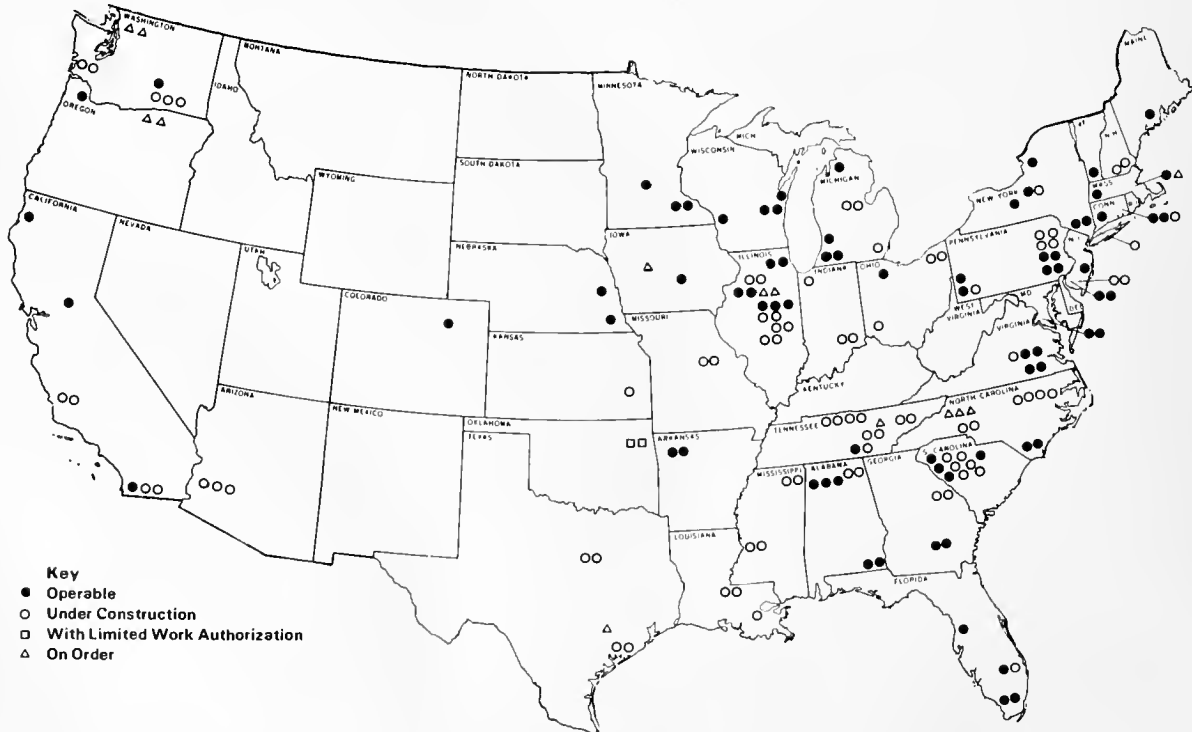 WASHINGTON
MONTANA
NORTH DAKOTA
MINNESOTA
MAINE
IDAHO
OREGON
MICH
WISCONSIN
N H
SOUTH DAKOTA
MICHIGAN
WYOMING
NEW YORK
MASS
CONN
CALIFORNIA
NEVADA
IOWA
PENNSYLVANIA
NEBRASKA
UTAH
ILLINOIS
INDIANA
OHIO
N J
COLORADO
MD
DEL
WEST
VIRGINIA
MISSOURI
VIRGINIA
KANSAS
KENTUCKY
ARIZONA
NEW MEXICO
NORTH CAROLINA
OKLAHOMA
TENNESSEE
TEXAS
ARKANSAS
S. CAROLINA
MISSISSIPPI
ALABAMA
GEORGIA
LOUISIANA
FLORIDA
Key
Operable
Under Construction
With Limited Work Authorization
On Order